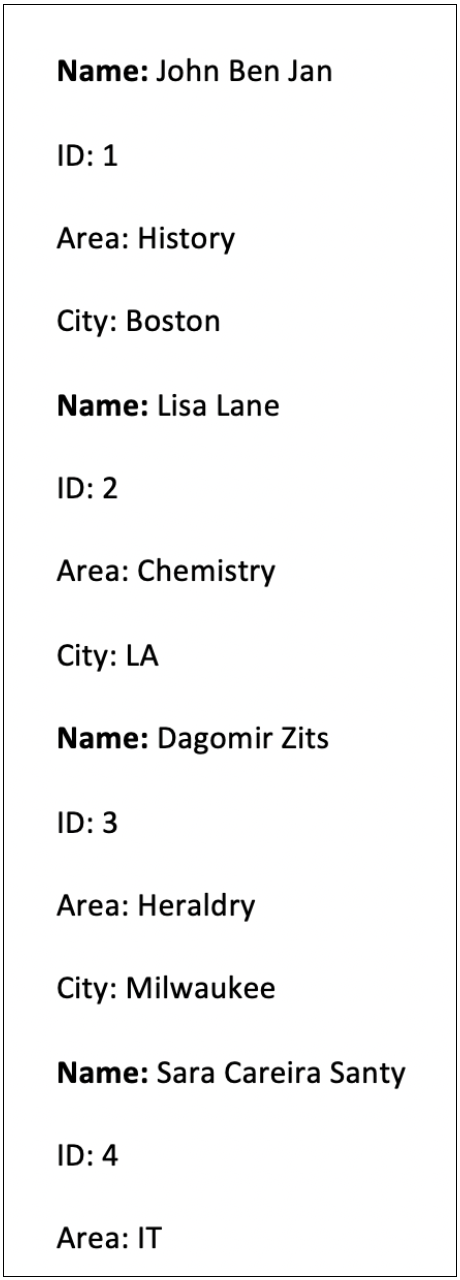 Name: John Ben Jan
ID: 1
Area: History
City: Boston
Name: Lisa Lane
ID: 2
Area: Chemistry
City: LA
Name: Dagomir Zits
ID: 3
Area: Heraldry
City: Milwaukee
Name: Sara Careira Santy
ID: 4
Area: IT